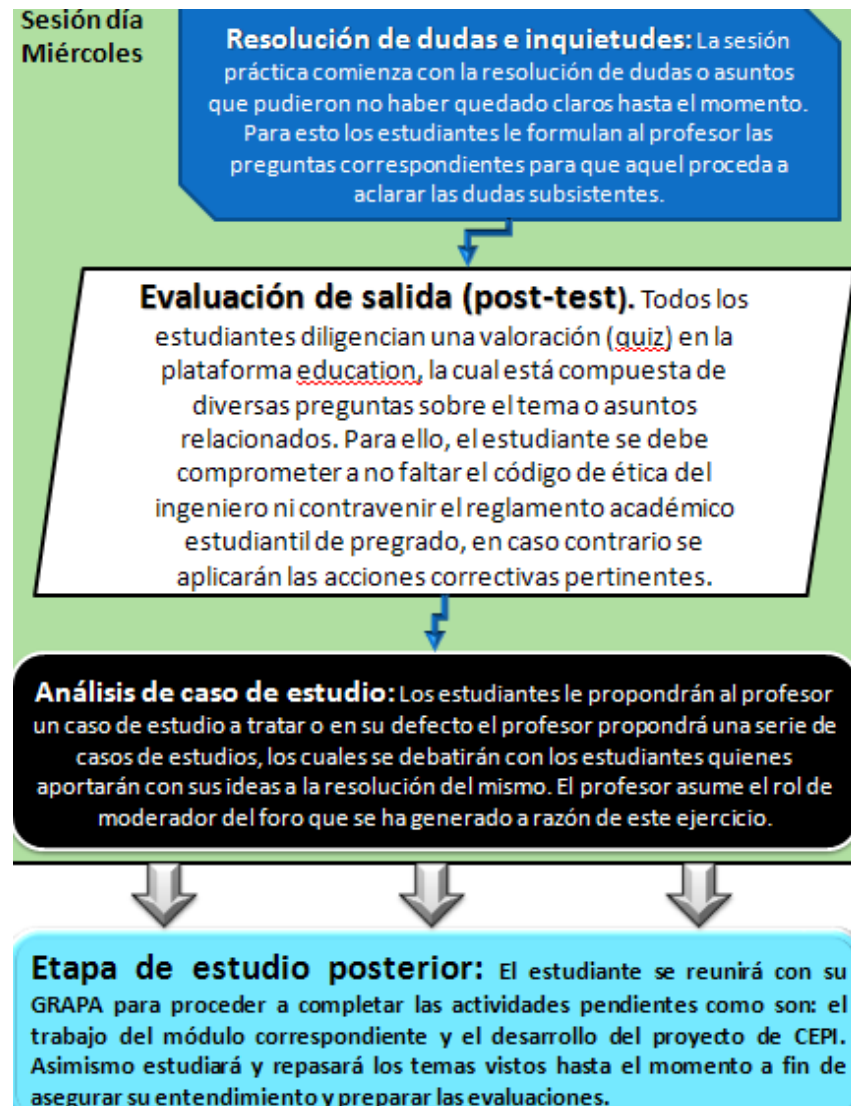 Sesión día
Miércoles
Resolución de dudas e inquietudes: La sesión
práctica comienza con la resolución de dudas o asuntos
que pudieron no haber quedado claros hasta el momento.
Para esto los estudiantes le formulan al profesor las
preguntas correspondientes para que aquel proceda a
aclarar las dudas subsistentes.
Evaluación de salida (post-test). Todos los
estudiantes diligencian una valoración (quiz) en la
plataforma education, la cual está compuesta de
diversas preguntas sobre el tema o asuntos
relacionados. Para ello, el estudiante se debe
comprometer a no faltar el código de ética del
ingeniero ni contravenir el reglamento académico
estudiantil de pregrado, en caso contrario se
aplicarán las acciones correctivas pertinentes.
Análisis de caso de estudio: Los estudiantes le propondrán al profesor
un caso de estudio a tratar o en su defecto el profesor propondrá una serie de
casos de estudios, los cuales se debatirán con los estudiantes quienes
aportarán con sus ideas a la resolución del mismo. El profesor asume el rol de
moderador del foro que se ha generado a razón de este ejercicio.
Etapa de estudio posterior: El estudiante se reunirá con su
GRAPA para proceder a completar las actividades pendientes como son: el
trabajo del módulo correspondiente y el desarrollo del proyecto de CEPI.
Asimismo estudiará y repasará los temas vistos hasta el momento a fin de
asegurar su entendimiento y preparar las evaluaciones.